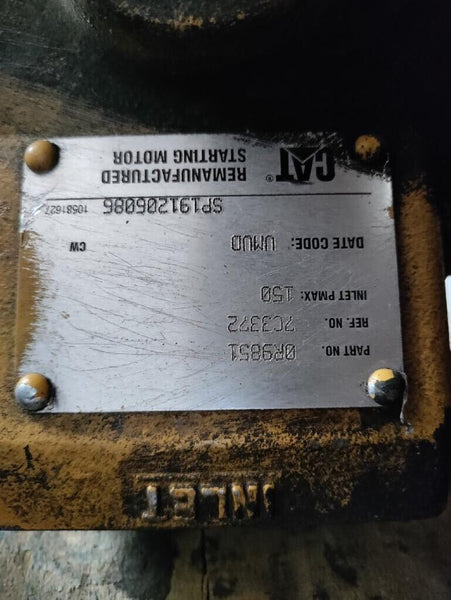 CAT®
REMANUFACTURED
STARTING MOTOR
SP191206086 10581627
DATE CODE: UMUD CW
INLET PMAX: 150
REF. NO. 7C3372
PART NO. 0R9851
INLET